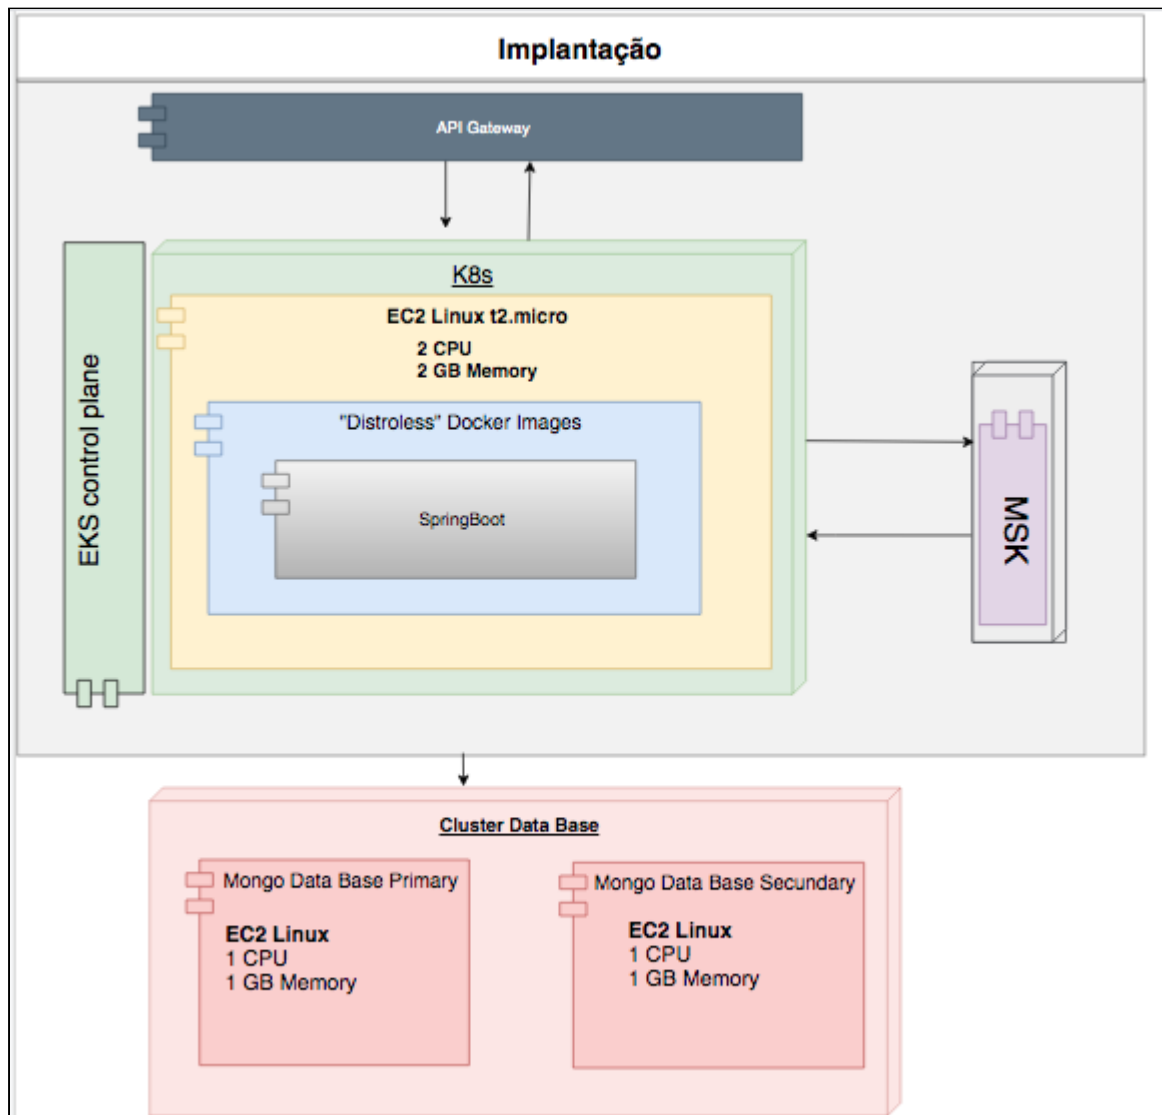 Implantação
API Gateway
EKS control plane
K8s
EC2 Linux t2.micro
2 CPU
2 GB Memory
"Distroless" Docker Images
SpringBoot
MSK
Cluster Data Base
Mongo Data Base Primary
EC2 Linux
1 CPU
1 GB Memory
Mongo Data Base Secundary
EC2 Linux
1 CPU
1 GB Memory